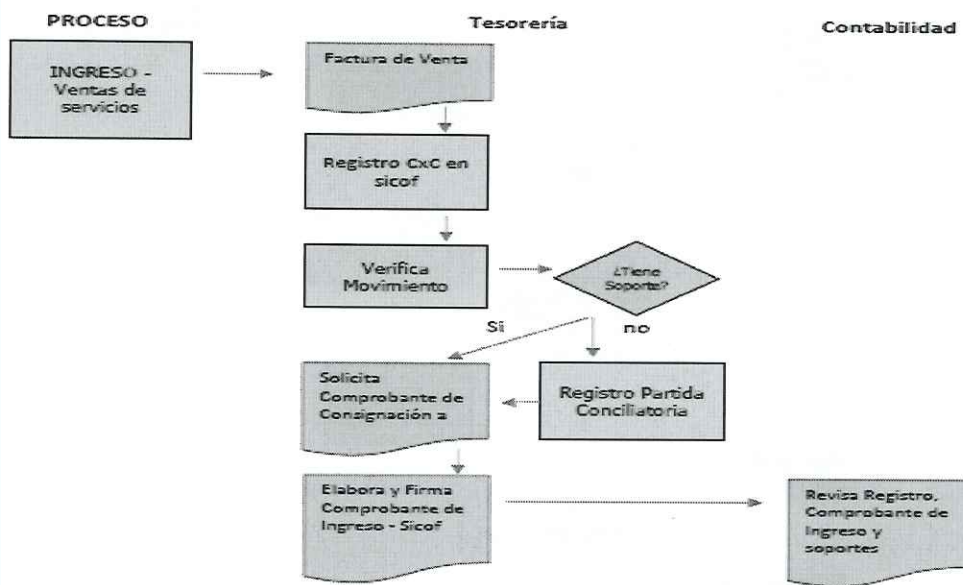 PROCESO
Tesorería
Contabilidad
INGRESO -
Ventas de
servicios
Factura de Venta
Registro CxC en
sicof
Verifica
Movimiento
¿Tiene
Soporte?
Si
no
Solicita
Comprobante de
Consignación a
Registro Partida
Conciliatoria
Elabora y Firma
Comprobante de
Ingreso - Sicof
Revisa Registro,
Comprobante de
Ingreso y
soportes